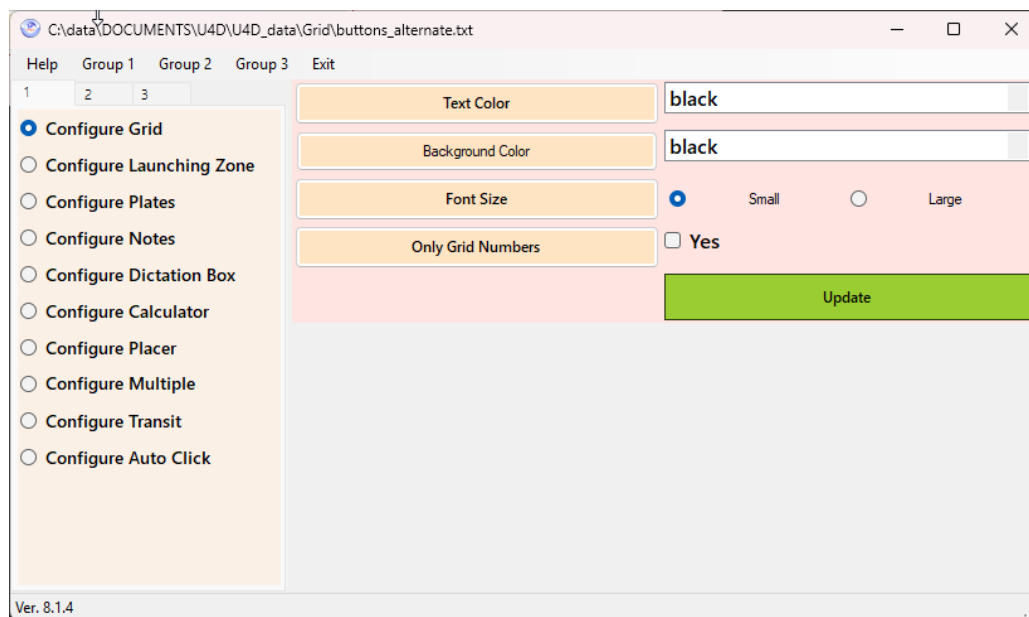 C:\data\DOCUMENTS\U4D\U4D_data\Grid\buttons_alternate.txt
Help Group 1 Group 2 Group 3 Exit
1 2 3
Configure Grid
Configure Launching Zone
Configure Plates
Configure Notes
Configure Dictation Box
Configure Calculator
Configure Placer
Configure Multiple
Configure Transit
Configure Auto Click
Text Color black
Background Color black
Font Size Small Large
Only Grid Numbers Yes
Update
Ver. 8.1.4